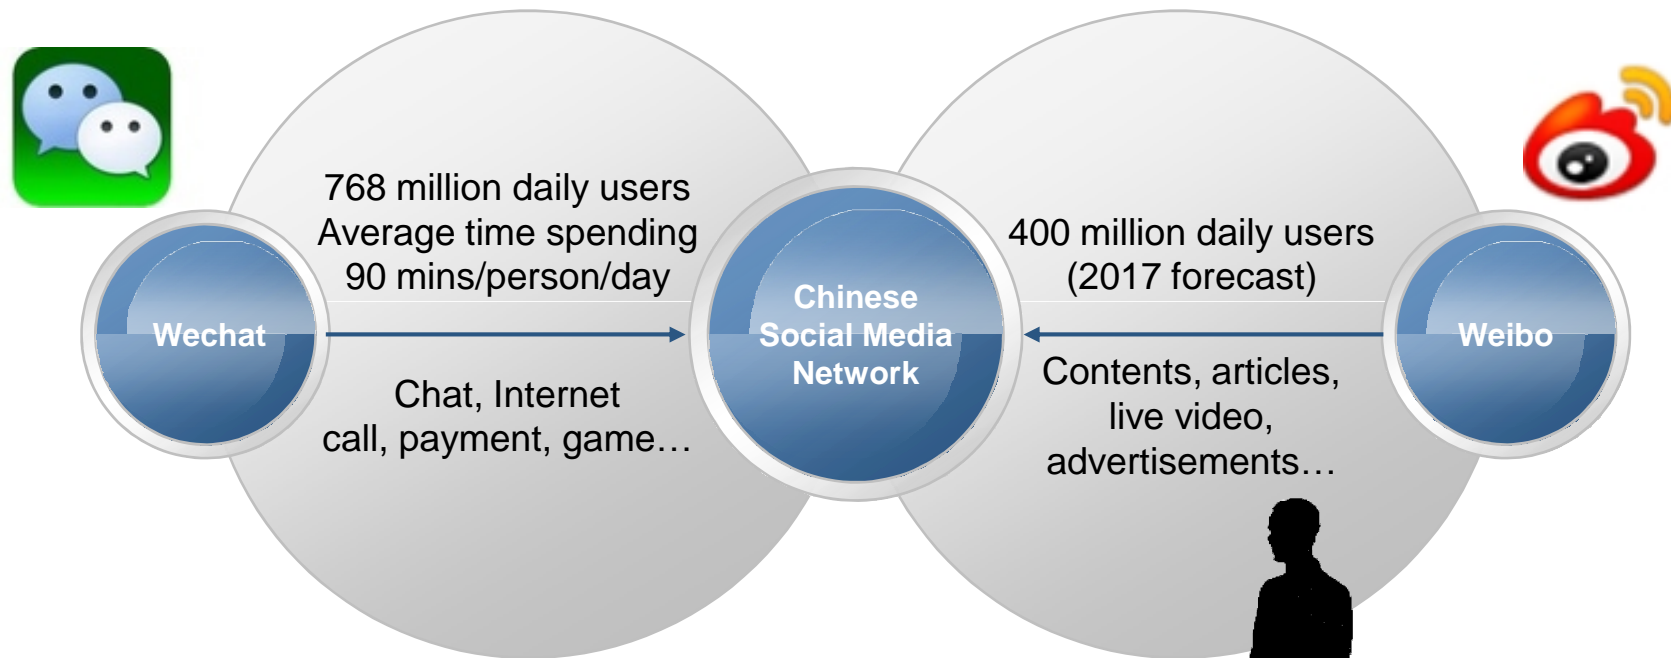 768 million daily users
Average time spending
90 mins/person/day
Wechat
Chat, Internet
call, payment, game…
Chinese
Social Media
Network
400 million daily users
(2017 forecast)
Weibo
Contents, articles,
live video,
advertisements…